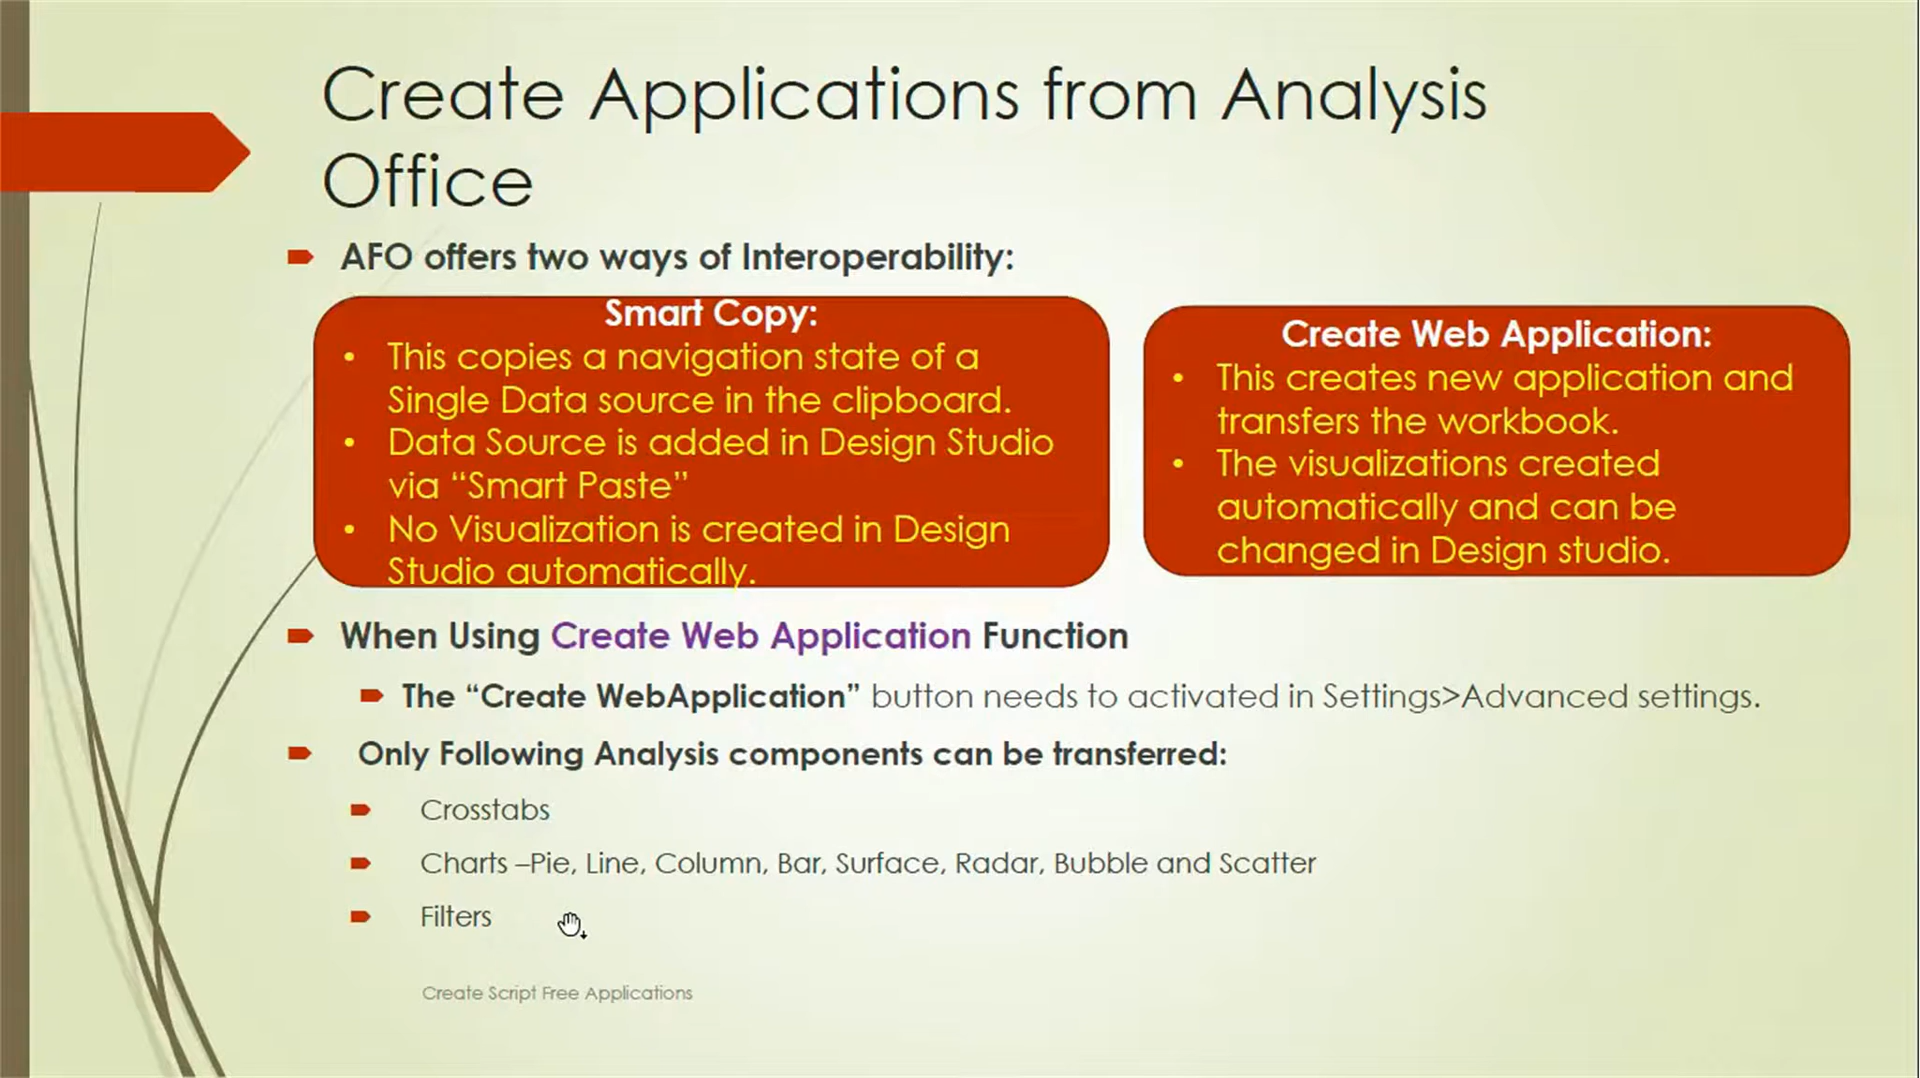 Create Applications from Analysis
Office
AFO offers two ways of Interoperability:
Smart Copy:
• This copies a navigation state of a
Single Data source in the clipboard.
• Data Source is added in Design Studio
via “Smart Paste”
• No Visualization is created in Design
Studio automatically.
Create Web Application:
• This creates new application and
transfers the workbook.
• The visualizations created
automatically and can be
changed in Design studio.
When Using Create Web Application Function
The “Create WebApplication” button needs to activated in Settings>Advanced settings.
Only Following Analysis components can be transferred:
Crosstabs
Charts –Pie, Line, Column, Bar, Surface, Radar, Bubble and Scatter
Filters
Create Script Free Applications